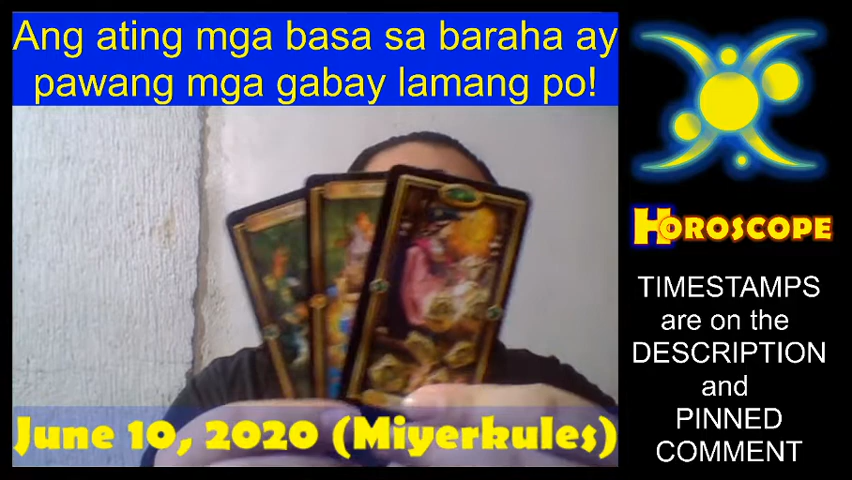 Ang ating mga basa sa baraha ay
pawang mga gabay lamang po!
June 10, 2020 (Miyerkules)
HOROSCOPE
TIMESTAMPS
are on the
DESCRIPTION
and
PINNED
COMMENT